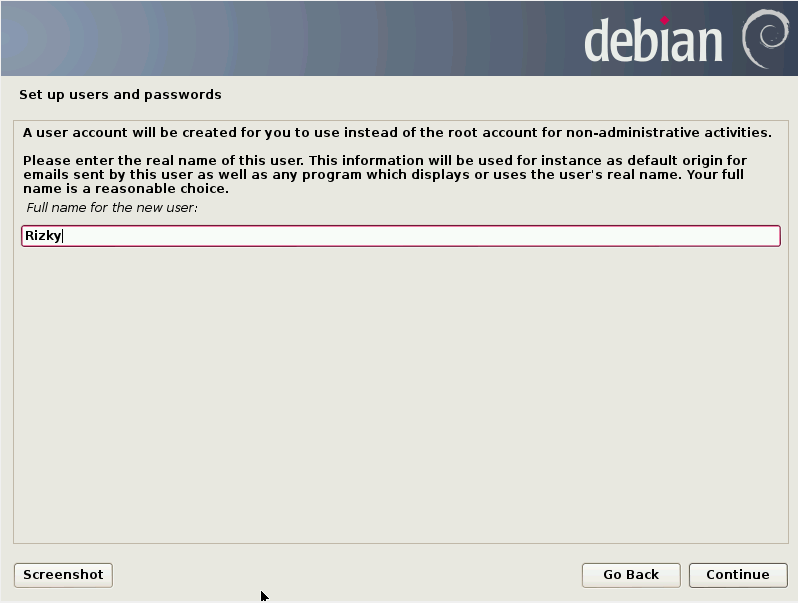 debian
Set up users and passwords
A user account will be created for you to use instead of the root account for non-administrative activities.
Please enter the real name of this user. This information will be used for instance as default origin for
emails sent by this user as well as any program which displays or uses the user's real name. Your full
name is a reasonable choice.
Full name for the new user:
Rizky
Screenshot
Go Back
Continue